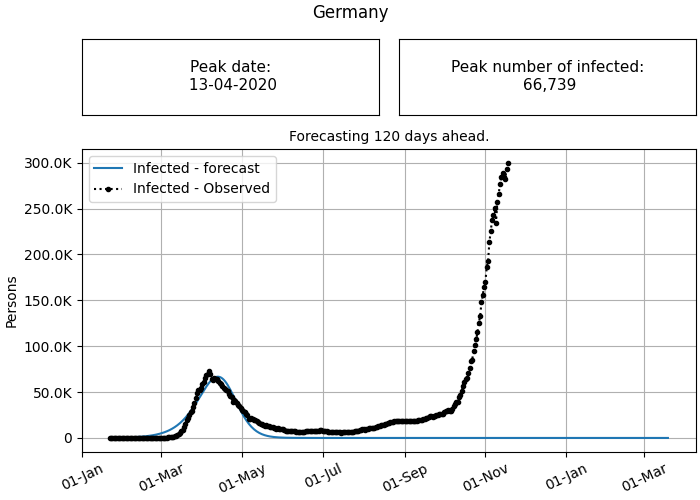 Germany
Peak date:
13-04-2020
Peak number of infected:
66,739
Forecasting 120 days ahead.
Infected - forecast
Infected - Observed
300.0K
250.0K
200.0K
150.0K
100.0K
50.0K
0
Persons
01-Jan
01-Mar
01-May
01-Jul
01-Sep
01-Nov
01-Jan
01-Mar